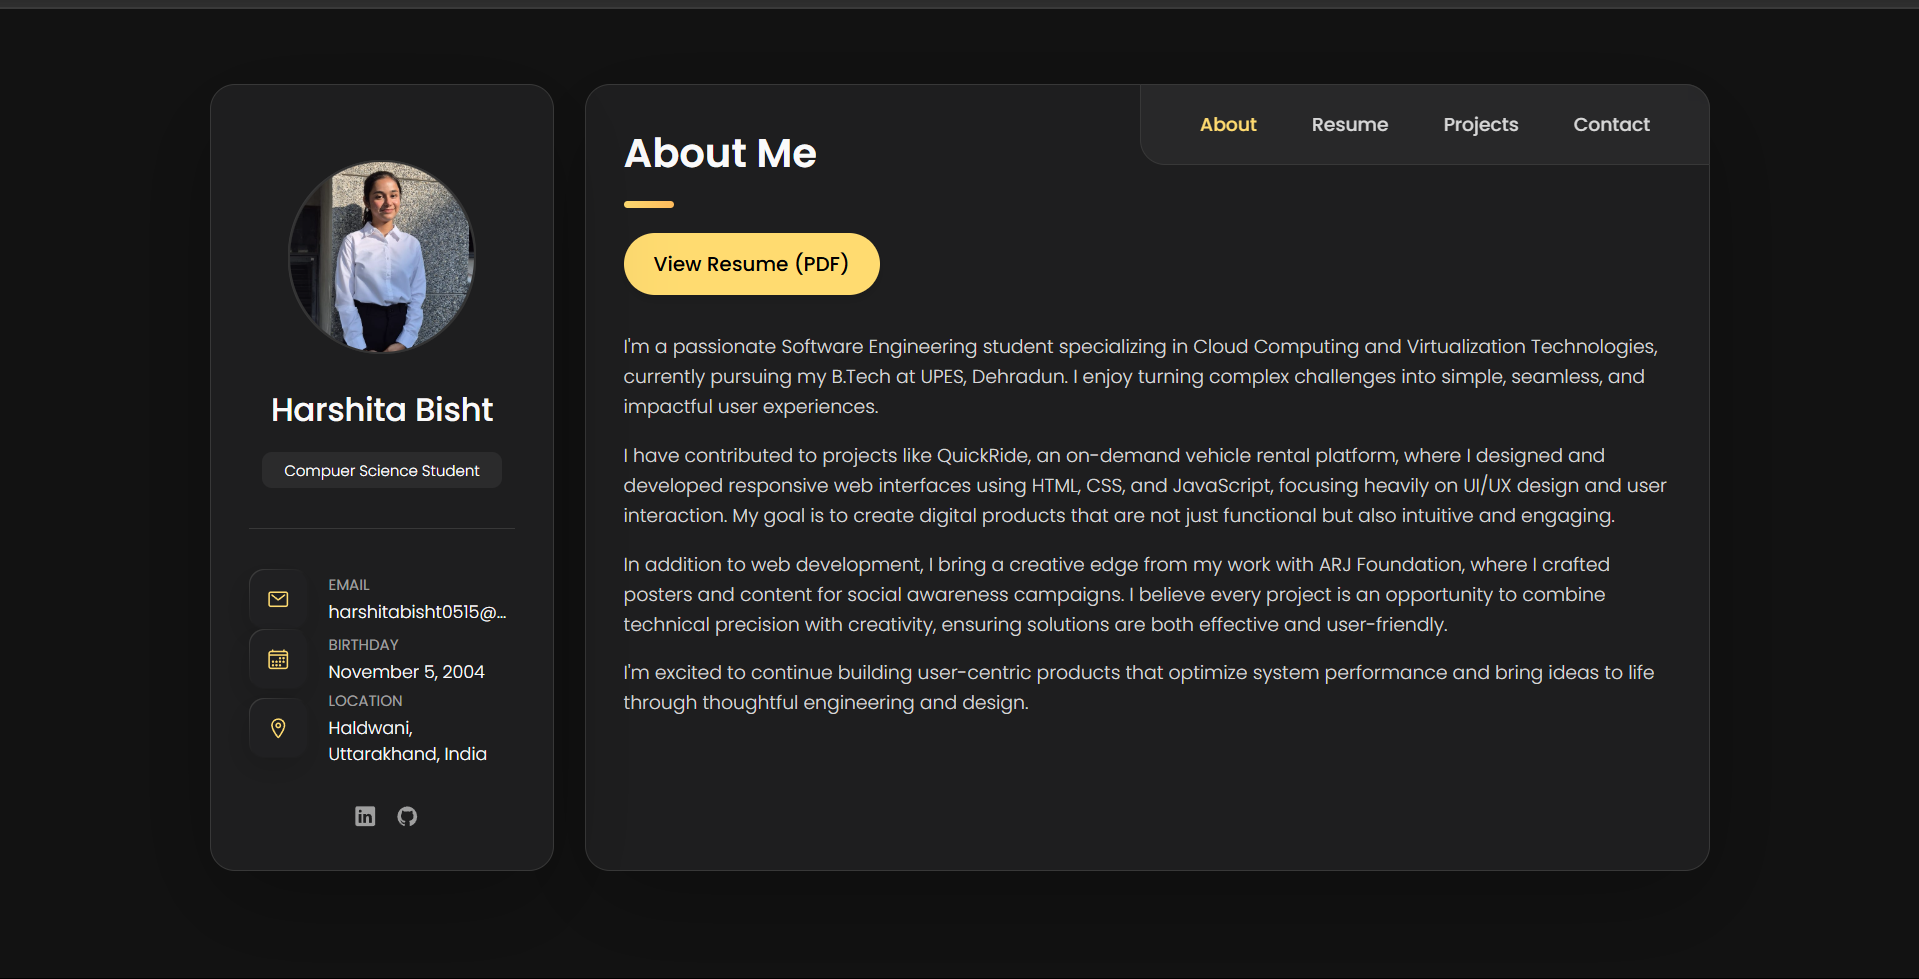 Harshita Bisht
Compuer Science Student
EMAIL
harshitabisht0515@...
BIRTHDAY
November 5, 2004
LOCATION
Haldwani,
Uttarakhand, India
About Resume Projects Contact
About Me
View Resume (PDF)
I'm a passionate Software Engineering student specializing in Cloud Computing and Virtualization Technologies,
currently pursuing my B.Tech at UPES, Dehradun. I enjoy turning complex challenges into simple, seamless, and
impactful user experiences.
I have contributed to projects like QuickRide, an on-demand vehicle rental platform, where I designed and
developed responsive web interfaces using HTML, CSS, and JavaScript, focusing heavily on UI/UX design and user
interaction. My goal is to create digital products that are not just functional but also intuitive and engaging.
In addition to web development, I bring a creative edge from my work with ARJ Foundation, where I crafted
posters and content for social awareness campaigns. I believe every project is an opportunity to combine
technical precision with creativity, ensuring solutions are both effective and user-friendly.
I'm excited to continue building user-centric products that optimize system performance and bring ideas to life
through thoughtful engineering and design.